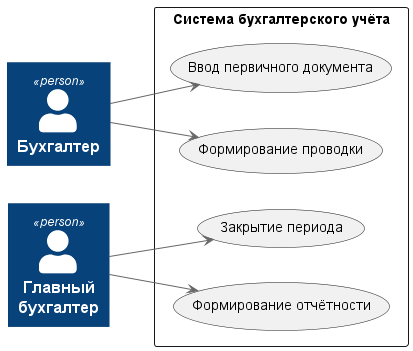 Система бухгалтерского учёта
Ввод первичного документа
«person»
Бухгалтер
Формирование проводки
«person»
Главный
бухгалтер
Закрытие периода
Формирование отчётности